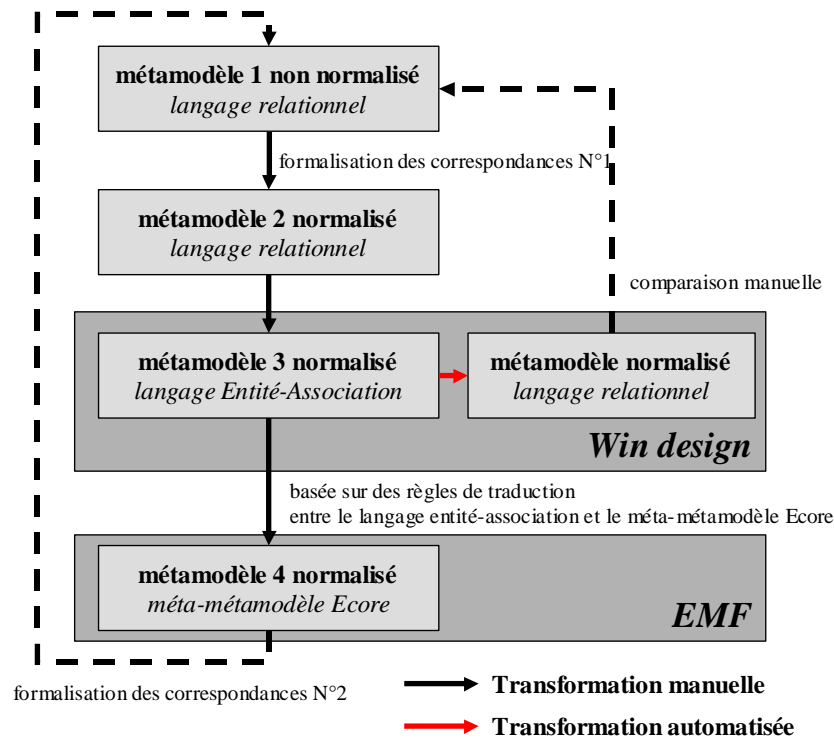 métamodèle 1 non normalisé
langage relationnel
formalisation des correspondances N°1
métamodèle 2 normalisé
langage relationnel
comparaison manuelle
métamodèle 3 normalisé
langage Entité-Association
métamodèle normalisé
langage relationnel
Win design
basée sur des règles de traduction
entre le langage entité-association et le méta-métamodèle Ecore
métamodèle 4 normalisé
méta-métamodèle Ecore
EMF
formalisation des correspondances N°2
Transformation manuelle
Transformation automatisée